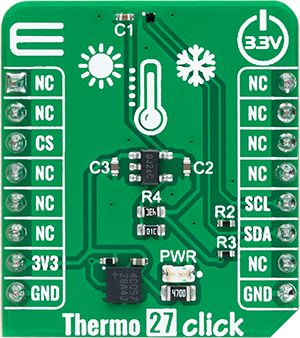 C1
3.3V
NC NC
NC NC
CS NC
NC NC
NC SCL
NC SDA
3V3 NC
GND GND
C3 C2
R4
R2
R3
PWR
4700
Thermo 27 click